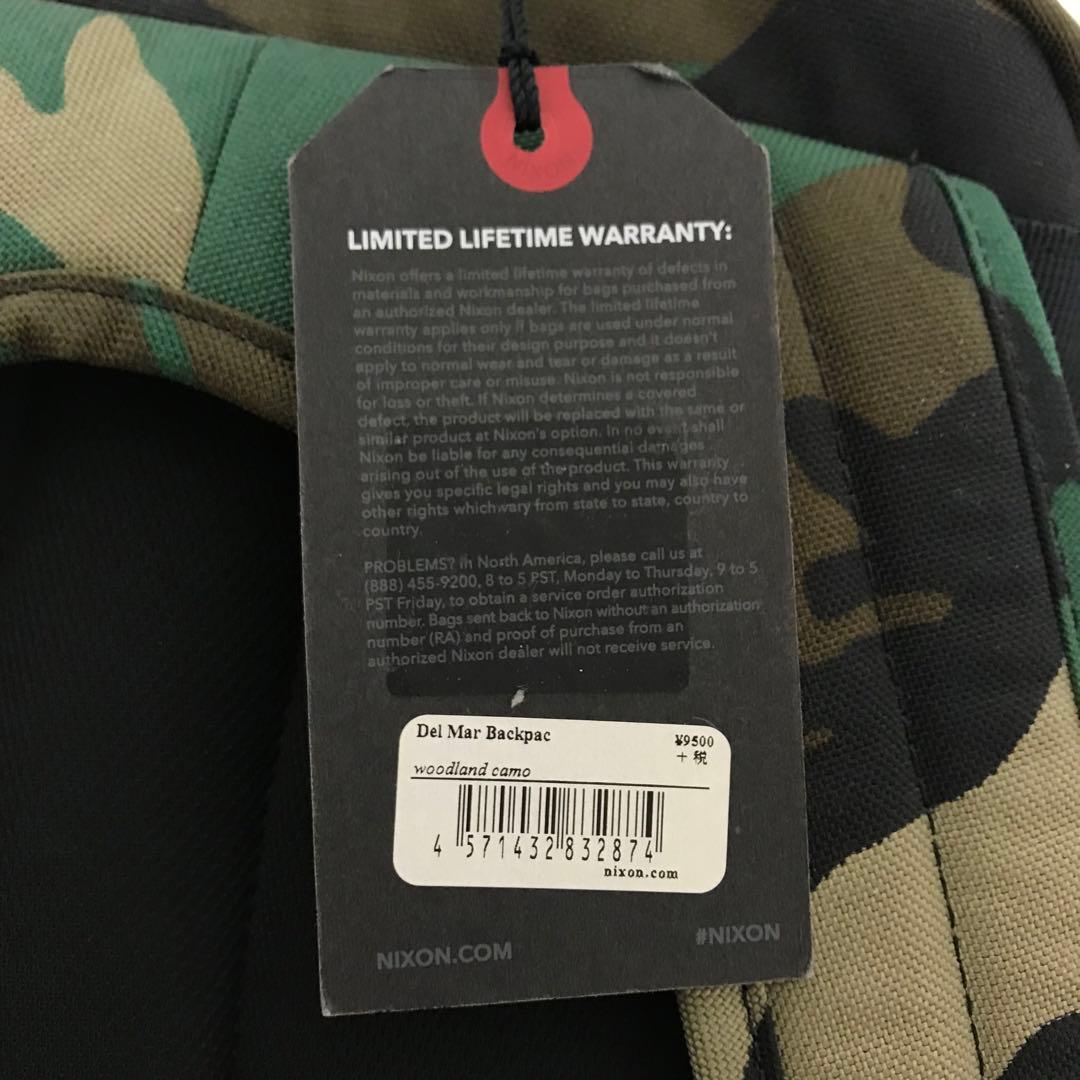 NIXON
LIMITED LIFETIME WARRANTY:
Nixon offers a limited lifetime warranty of defects in
materials and workmanship for bags purchased from
an authorized Nixon dealer. The limited lifetime
warranty applies only if bags are used under normal
conditions for their design purpose and it doesn't
apply to normal wear and tear or damage as a result
of improper care or misuse. Nixon is not responsible
for loss or theft. If Nixon determines a covered
defect, the product will be replaced with the same or
similar product at Nixon's option. In no event shall
Nixon be liable for any consequential damages
arising out of the use of the product. This warranty
gives you specific legal rights and you may also have
other rights which vary from state to state, country to
country.
PROBLEMS? In North America, please call us at
(888) 455-9200, 8 to 5 PST, Monday to Thursday, 9 to 5
PST Friday, to obtain a service order authorization
number. Bags sent back to Nixon without an authorization
number (RA) and proof of purchase from an
authorized Nixon dealer will not receive service.
Del Mar Backpac ¥9500
+税
woodland camo
4 571432 832874
nixon.com
NIXON.COM #NIXON